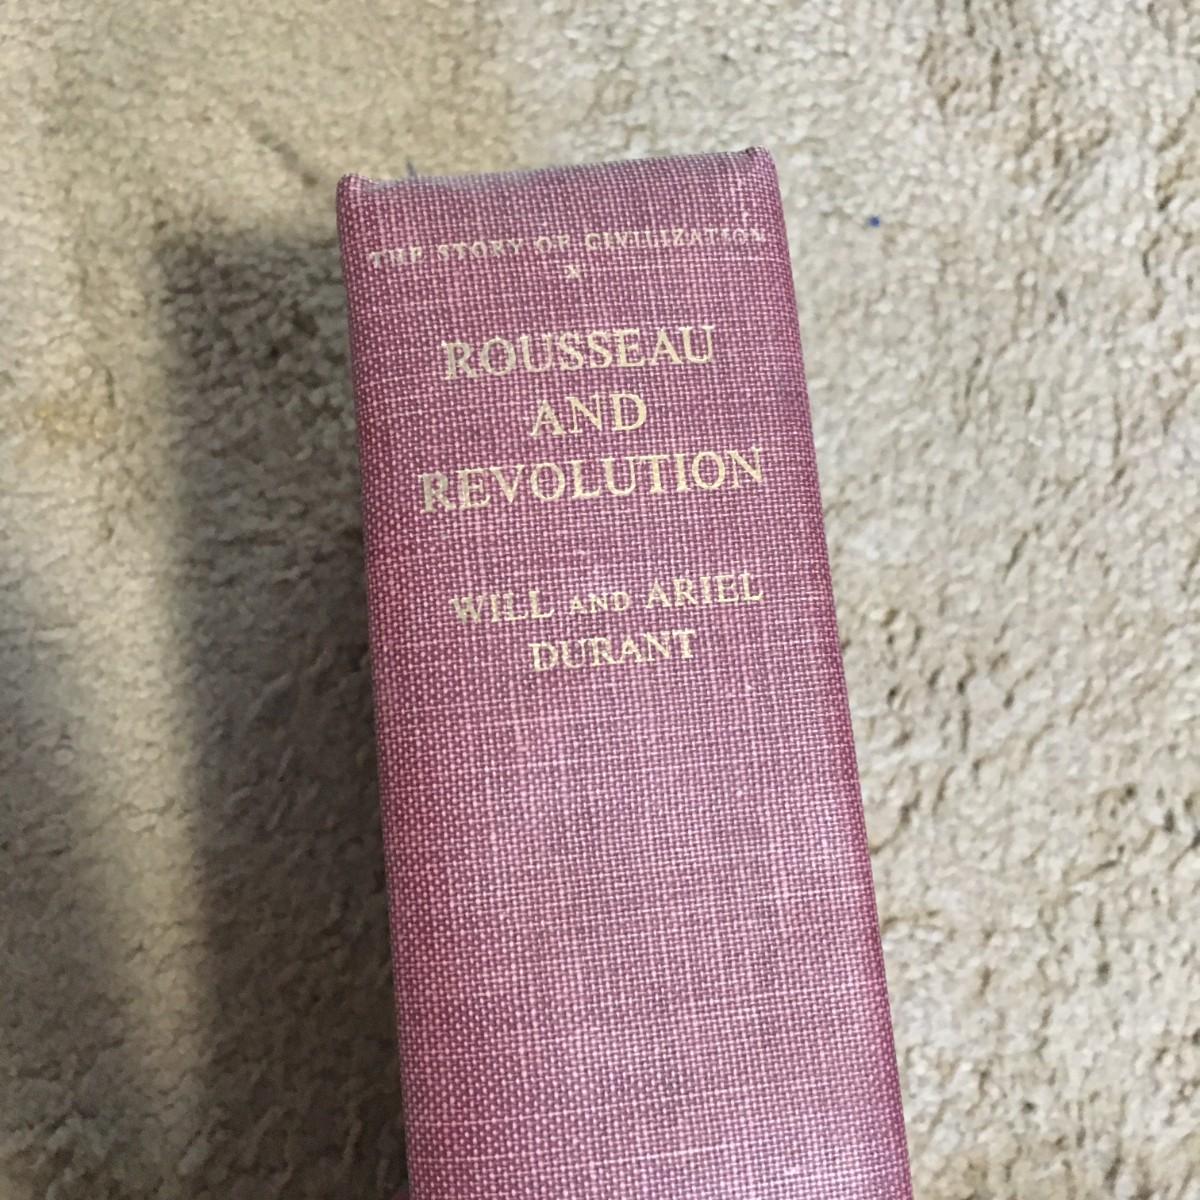 THE STORY OF CIVILIZATION
X
ROUSSEAU
AND
REVOLUTION
WILL AND ARIEL
DURANT